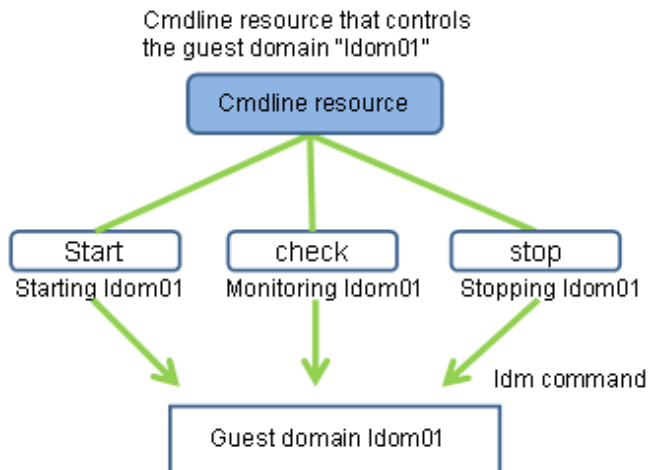 Cmdline resource that controls
the guest domain "ldom01"
Cmdline resource
Start
check
stop
Starting ldom01
Monitoring ldom01
Stopping ldom01
ldm command
Guest domain ldom01